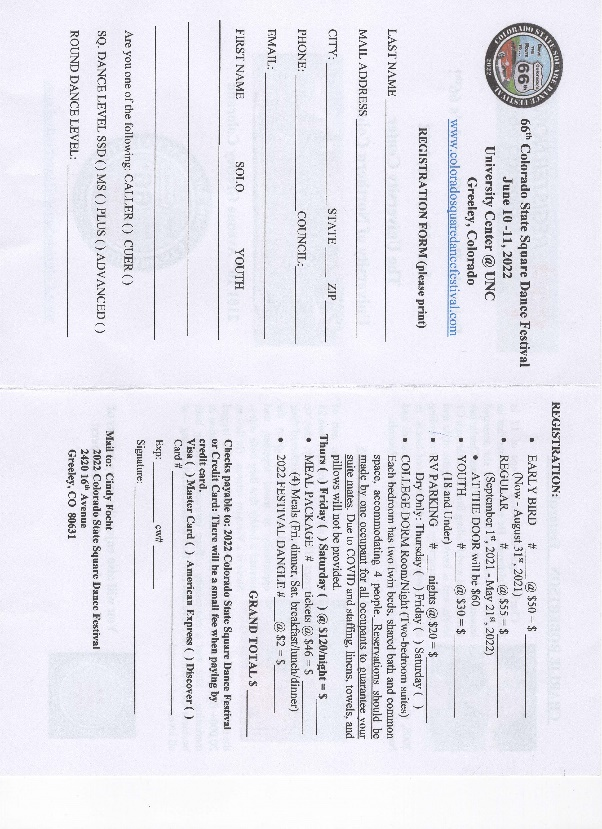 COLORADO STATE SQUARE DANCE FESTIVAL
66
2022
66th Colorado State Square Dance Festival
June 10 -11, 2022
University Center @ UNC
Greeley, Colorado
www.coloradosquaredancefestival.com
REGISTRATION FORM (please print)
LAST NAME
MAIL ADDRESS
CITY: STATE ZIP
PHONE: COUNCIL:
EMAIL:
FIRST NAME SOLO YOUTH
Are you one of the following: CALLER ( ) CUER ( )
SQ. DANCE LEVEL SSD ( ) MS ( ) PLUS ( ) ADVANCED ( )
ROUND DANCE LEVEL:
REGISTRATION:
• EARLY BIRD # @ $50 = $
(Now - August 31st, 2021)
• REGULAR # @ $55 = $
(September 1st, 2021 - May 21st, 2022)
• AT THE DOOR will be $60
• YOUTH # @ $30 = $
(18 and Under)
• RV PARKING # nights @ $20 = $
Dry Only: Thursday ( ) Friday ( ) Saturday ( )
• COLLEGE DORM Room/Night (Two-bedroom suites)
Each bedroom has two twin beds, shared bath and common
space, accommodating 4 people. Reservations should be
made by one occupant for all occupants to guarantee your
suite mates. Due to COVID and staffing, linens, towels, and
pillows will not be provided.
Thurs ( ) Friday ( ) Saturday ( ) @ $120/night = $
• MEAL PACKAGE # tickets @ $46 = $
(4) Meals (Fri. dinner, Sat. breakfast/lunch/dinner)
• 2022 FESTIVAL DANGLE # @ $2 = $
GRAND TOTAL $
Checks payable to: 2022 Colorado State Square Dance Festival
or Credit Card: There will be a small fee when paying by
credit card.
Visa ( ) Master Card ( ) American Express ( ) Discover ( )
Card #
Exp: cw#
Signature:
Mail to: Cindy Focht
2022 Colorado State Square Dance Festival
2420 16th Avenue
Greeley, CO 80631